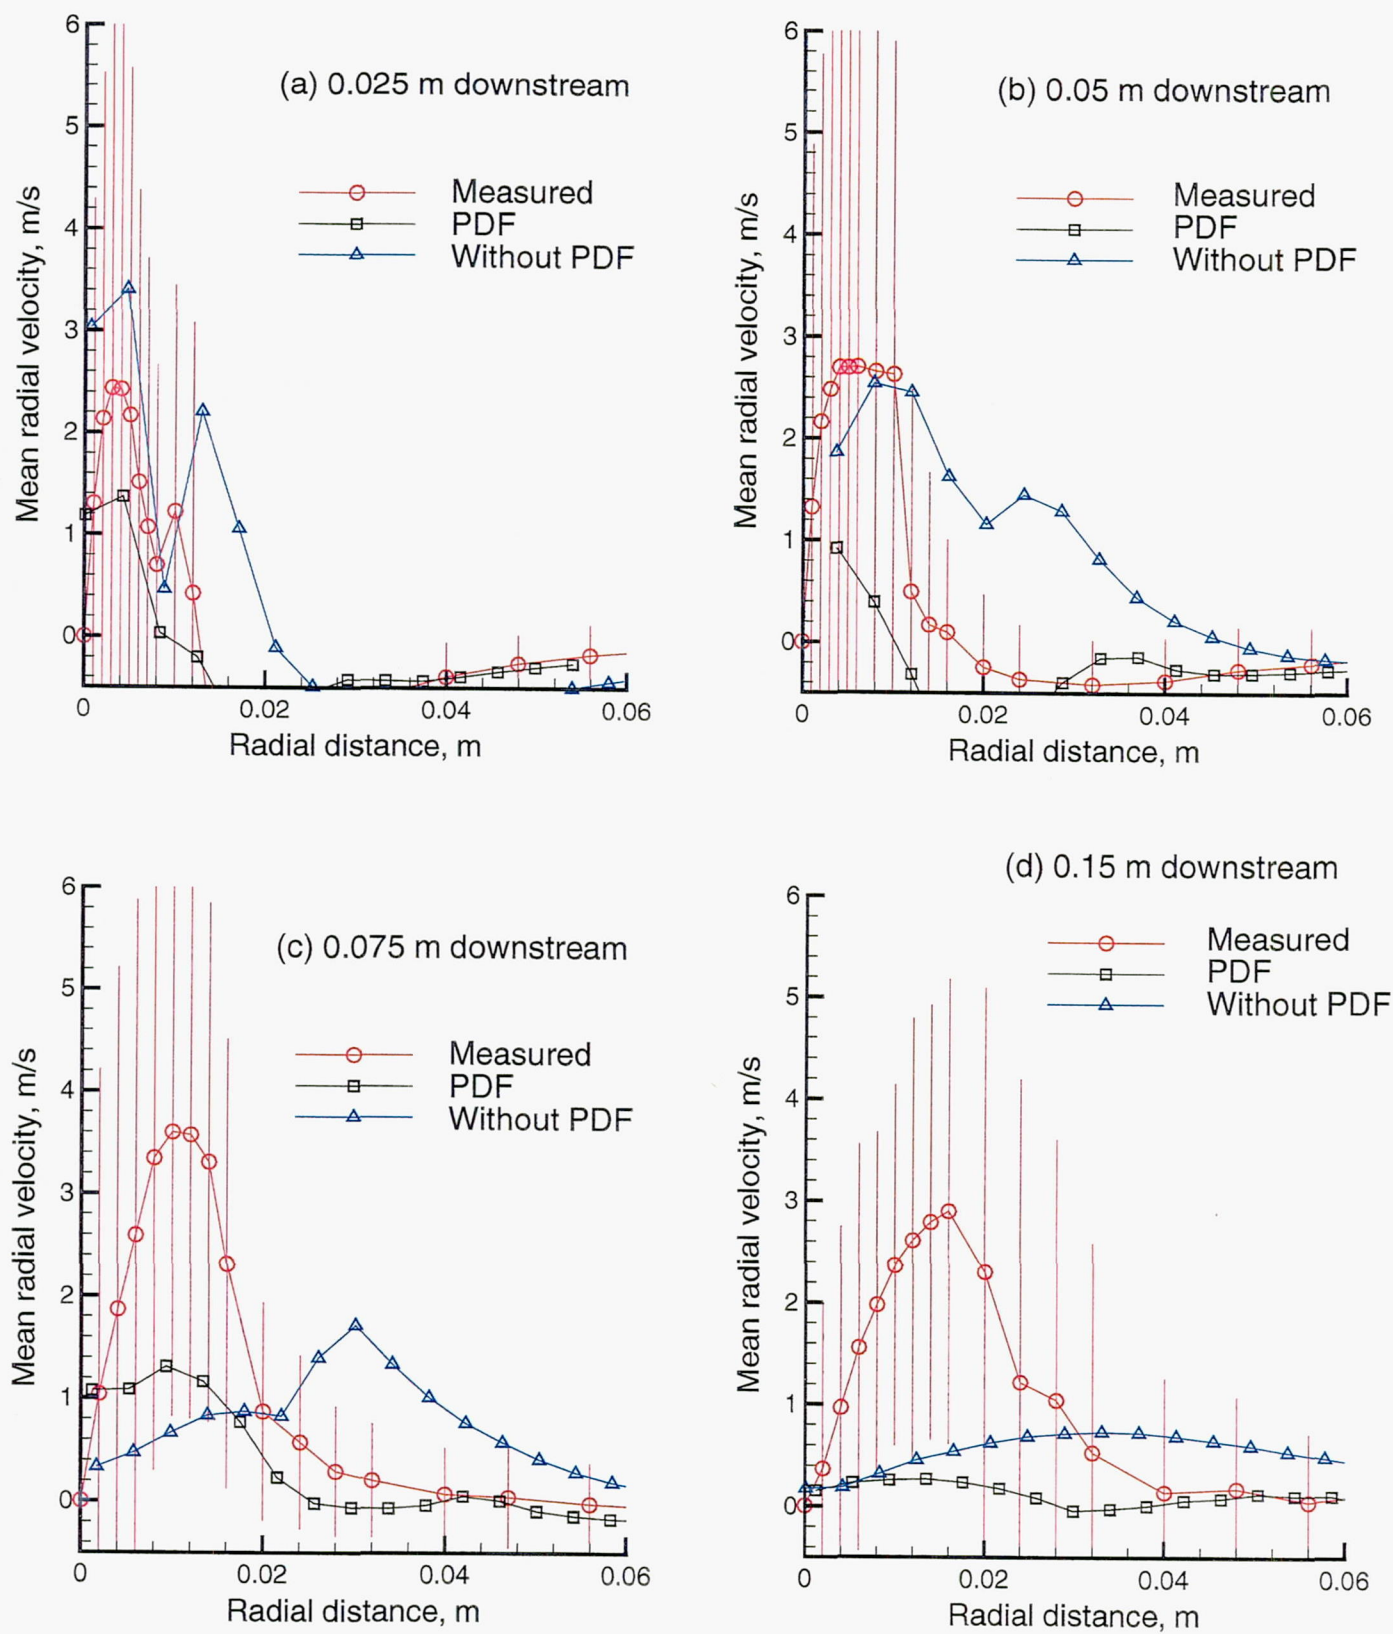 (a) 0.025 m downstream
Mean radial velocity, m/s
6
5
4
3
2
1
0
Measured
PDF
Without PDF
0 0.02 0.04 0.06
Radial distance, m
(b) 0.05 m downstream
Mean radial velocity, m/s
6
5
4
3
2
1
0
Measured
PDF
Without PDF
0 0.02 0.04 0.06
Radial distance, m
(c) 0.075 m downstream
Mean radial velocity, m/s
6
5
4
3
2
1
0
Measured
PDF
Without PDF
0 0.02 0.04 0.06
Radial distance, m
(d) 0.15 m downstream
Mean radial velocity, m/s
6
5
4
3
2
1
0
Measured
PDF
Without PDF
0 0.02 0.04 0.06
Radial distance, m